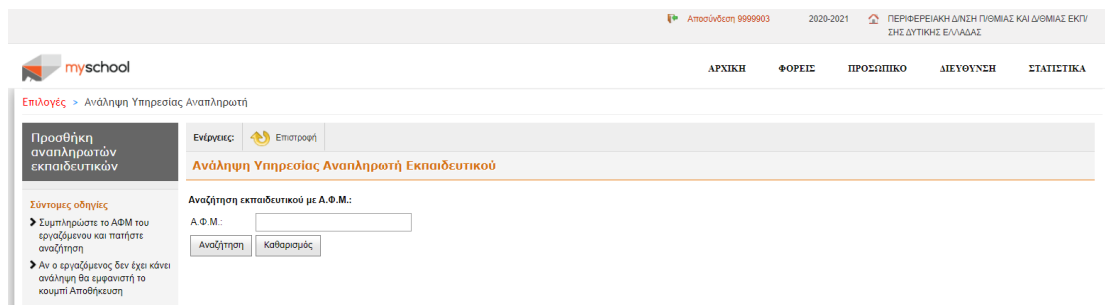 Αποσύνδεση 9999903 2020-2021 ΠΕΡΙΦΕΡΕΙΑΚΗ Δ/ΝΣΗ Π/ΘΜΙΑΣ ΚΑΙ Δ/ΘΜΙΑΣ ΕΚΠ/
ΣΗΣ ΔΥΤΙΚΗΣ ΕΛΛΑΔΑΣ
myschool ΑΡΧΙΚΗ ΦΟΡΕΙΣ ΠΡΟΣΩΠΙΚΟ ΔΙΕΥΘΥΝΣΗ ΣΤΑΤΙΣΤΙΚΑ
Επιλογές > Ανάληψη Υπηρεσίας Αναπληρωτή
Προσθήκη
αναπληρωτών
εκπαιδευτικών
Ενέργειες: Επιστροφή
Ανάληψη Υπηρεσίας Αναπληρωτή Εκπαιδευτικού
Σύντομες οδηγίες
Συμπληρώστε το ΑΦΜ του
εργαζόμενου και πατήστε
αναζήτηση
Αν ο εργαζόμενος δεν έχει κάνει
ανάληψη θα εμφανιστή το
κουμπί Αποθήκευση
Αναζήτηση εκπαιδευτικού με Α.Φ.Μ.:
Α.Φ.Μ.:
Αναζήτηση Καθαρισμός